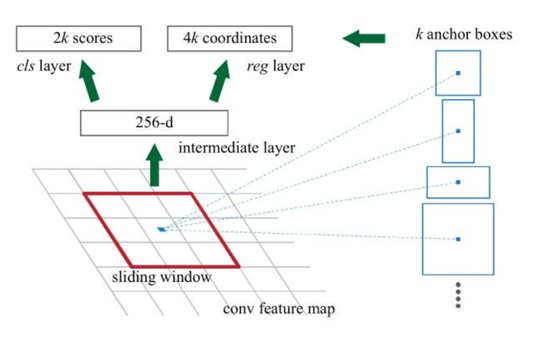 2k scores
4k coordinates
k anchor boxes
cls layer
reg layer
256-d
intermediate layer
sliding window
conv feature map